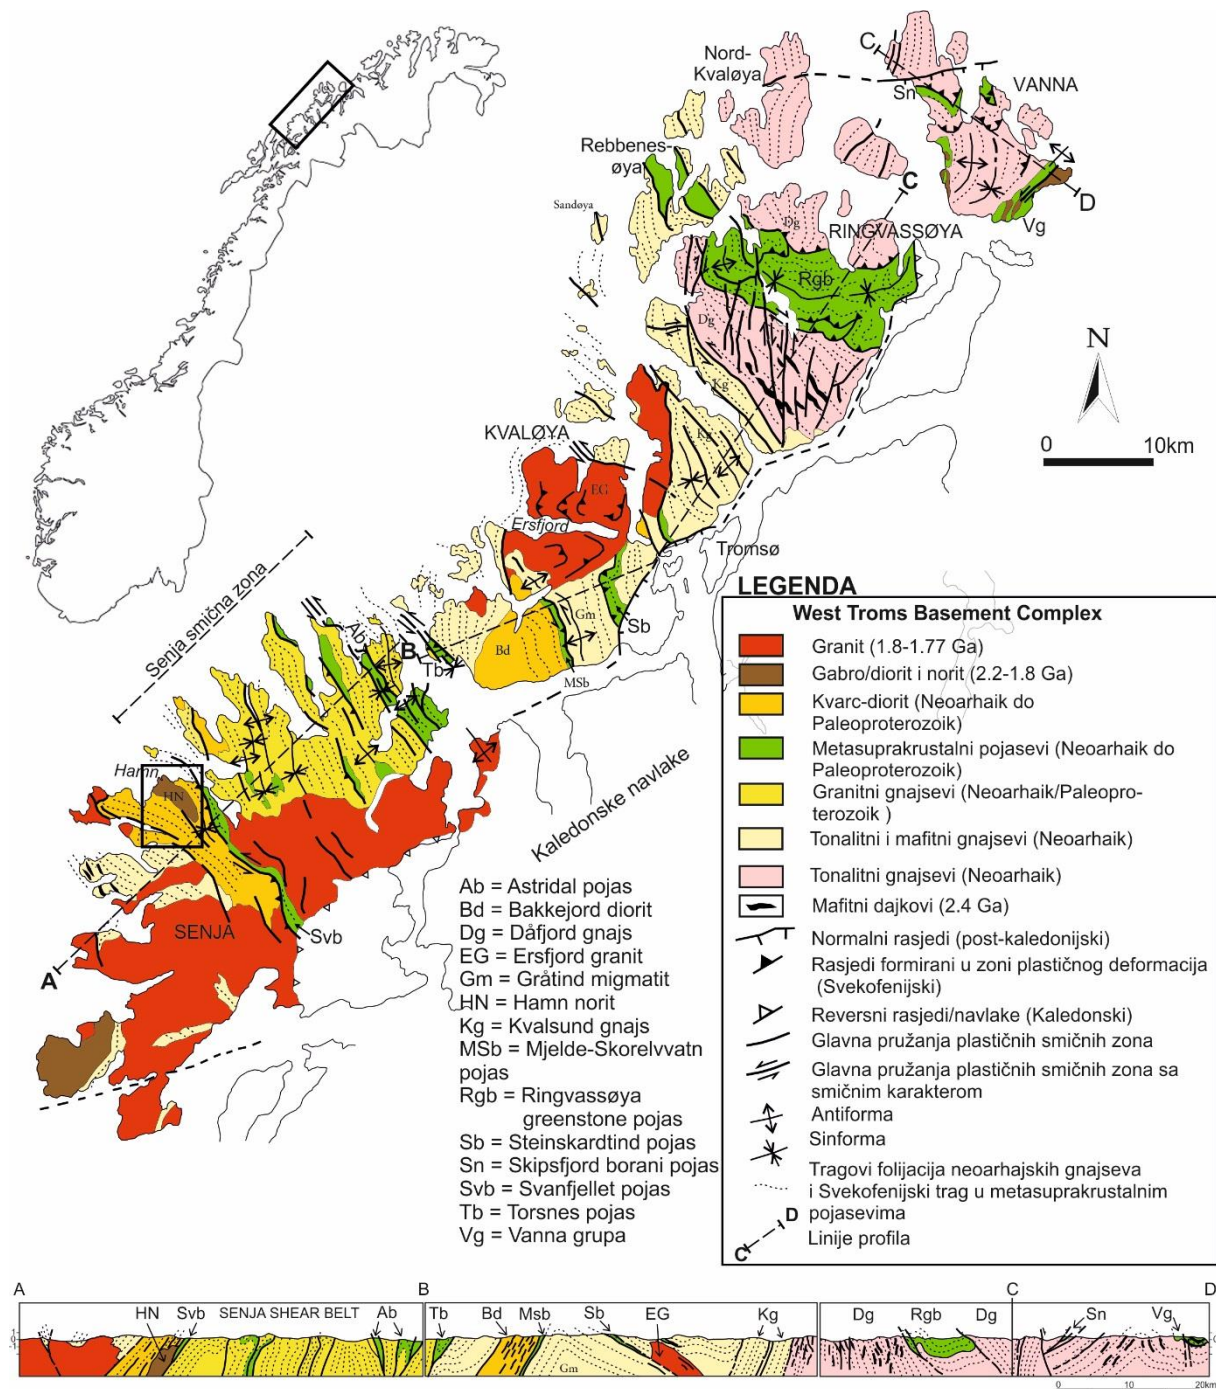 Nord-
Kvaløya
C
Sn
VANNA
Rebbenes-
øya
Sandøya
C
D
Vg
Dg
RINGVASSØYA
Rgb
Dg
Kg
N
0 10km
KVALØYA
Kg
EG
Ersfjord
Tromsø
Senja smična zona
Ab
B
Tb
Bd
Gm
Sb
MSb
Hamn
HN
Kaledonske navlake
SENJA
Svb
A
Ab = Astridal pojas
Bd = Bakkejord diorit
Dg = Dåfjord gnajs
EG = Ersfjord granit
Gm = Gråtind migmatit
HN = Hamn norit
Kg = Kvalsund gnajs
MSb = Mjelde-Skorelvvatn
pojas
Rgb = Ringvassøya
greenstone pojas
Sb = Steinskardtind pojas
Sn = Skipsfjord borani pojas
Svb = Svanfjellet pojas
Tb = Torsnes pojas
Vg = Vanna grupa
LEGENDA
West Troms Basement Complex
Granit (1.8-1.77 Ga)
Gabro/diorit i norit (2.2-1.8 Ga)
Kvarc-diorit (Neoarhaik do
Paleoproterozoik)
Metasuprakrustalni pojasevi (Neoarhaik do
Paleoproterozoik)
Granitni gnajsevi (Neoarhaik/Paleopro-
terozoik )
Tonalitni i mafitni gnajsevi (Neoarhaik)
Tonalitni gnajsevi (Neoarhaik)
Mafitni dajkovi (2.4 Ga)
Normalni rasjedi (post-kaledonijski)
Rasjedi formirani u zoni plastičnog deformacija
(Svekofenijski)
Reversni rasjedi/navlake (Kaledonski)
Glavna pružanja plastičnih smičnih zona
Glavna pružanja plastičnih smičnih zona sa
smičnim karakterom
Antiforma
Sinforma
Tragovi folijacija neoarhajskih gnajseva
i Svekofenijski trag u metasuprakrustalnim
pojasevima
D
C
Linije profila
A B C D
HN Svb SENJA SHEAR BELT Ab Tb Bd Msb Sb EG Kg Dg Rgb Dg Sn Vg
Gm
0 10 20km